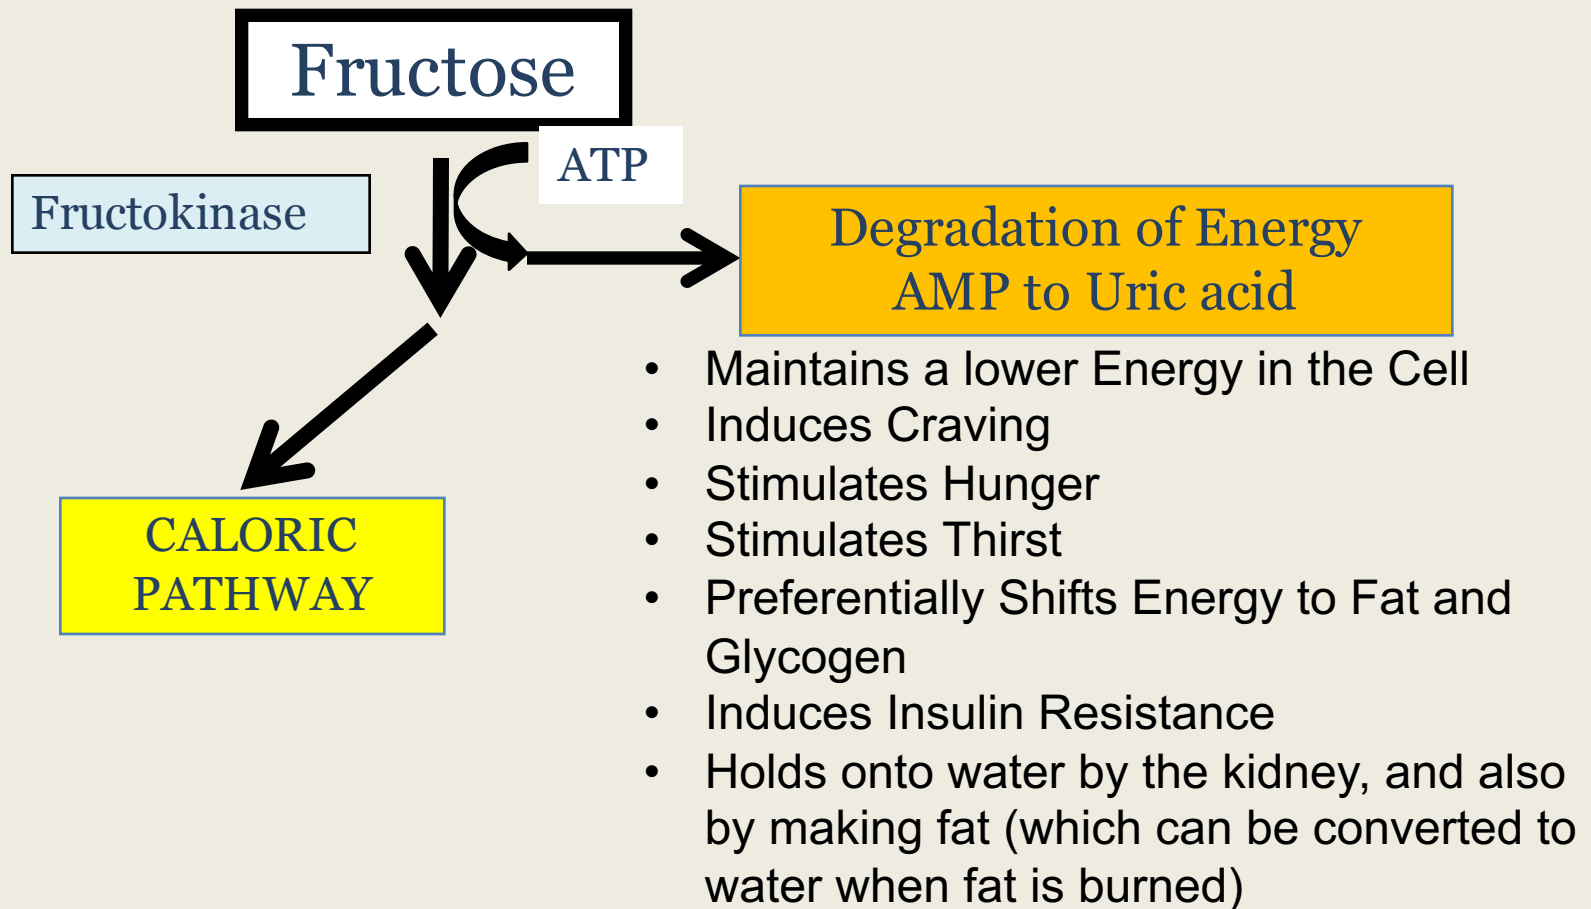 Fructose
ATP
Fructokinase
Degradation of Energy
AMP to Uric acid
• Maintains a lower Energy in the Cell
• Induces Craving
• Stimulates Hunger
• Stimulates Thirst
• Preferentially Shifts Energy to Fat and
Glycogen
• Induces Insulin Resistance
• Holds onto water by the kidney, and also
by making fat (which can be converted to
water when fat is burned)
CALORIC
PATHWAY